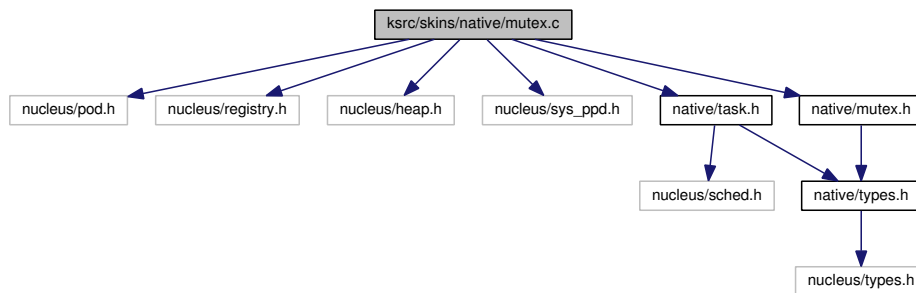 ksrc/skins/native/mutex.c
nucleus/pod.h
nucleus/registry.h
nucleus/heap.h
nucleus/sys_ppd.h
native/task.h
native/mutex.h
nucleus/sched.h
native/types.h
nucleus/types.h